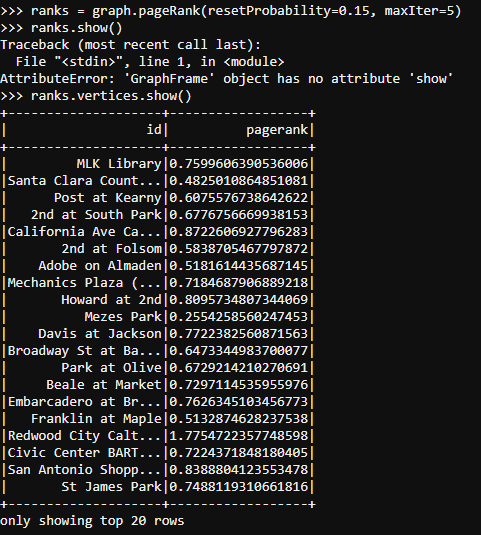 >>> ranks = graph.pageRank(resetProbability=0.15, maxIter=5)
>>> ranks.show()
Traceback (most recent call last):
  File "<stdin>", line 1, in <module>
AttributeError: 'GraphFrame' object has no attribute 'show'
>>> ranks.vertices.show()
+--------------------+------------------+
|                  id|          pagerank|
+--------------------+------------------+
|         MLK Library|0.7599606390536006|
|Santa Clara Count...|0.4825010864851081|
|      Post at Kearny|0.6075576738642622|
|   2nd at South Park|0.6776756669938153|
|California Ave Ca...|0.8722606927796283|
|       2nd at Folsom|0.5838705467797872|
|    Adobe on Almaden|0.5181614435687145|
|Mechanics Plaza (...|0.7184687906889218|
|       Howard at 2nd|0.8095734807344069|
|          Mezes Park|0.2554258560247453|
|    Davis at Jackson|0.7722382560871563|
|Broadway St at Ba...|0.6473344983700077|
|       Park at Olive|0.6729214210270691|
|     Beale at Market|0.7297114535955976|
|Embarcadero at Br...|0.7626345103456773|
|   Franklin at Maple|0.5132874628237538|
|Redwood City Calt...|1.7754722357748598|
|Civic Center BART...|0.7224371848180405|
|San Antonio Shopp...|0.8388804123553478|
|       St James Park|0.7488119310661816|
+--------------------+------------------+
only showing top 20 rows